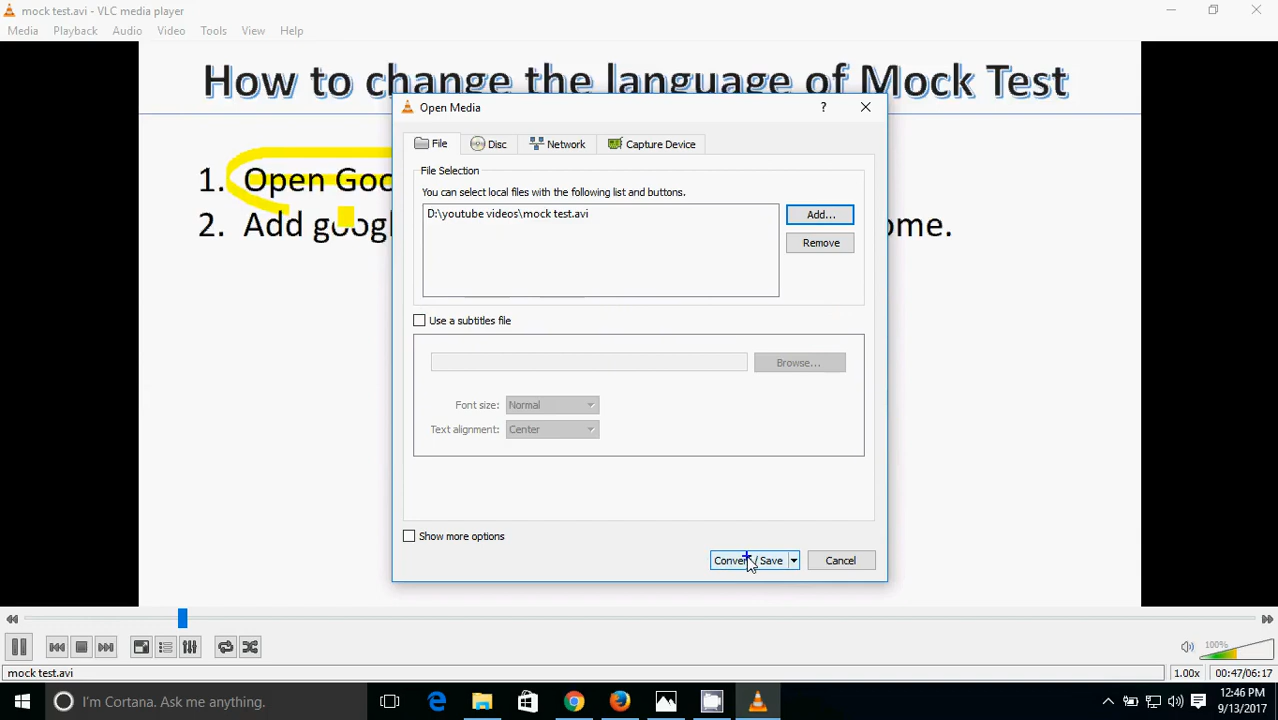 mock test.avi - VLC media player
Media Playback Audio Video Tools View Help
How to change the language of Mock Test
1. Open Goo
2. Add googl
ome.
Open Media
?
File Disc Network Capture Device
File Selection
You can select local files with the following list and buttons.
D:\youtube videos\mock test.avi
Add...
Remove
Use a subtitles file
Browse...
Font size: Normal
Text alignment: Center
Show more options
Convert / Save
Cancel
100%
mock test.avi
1.00x
00:47/06:17
I'm Cortana. Ask me anything.
12:46 PM
9/13/2017